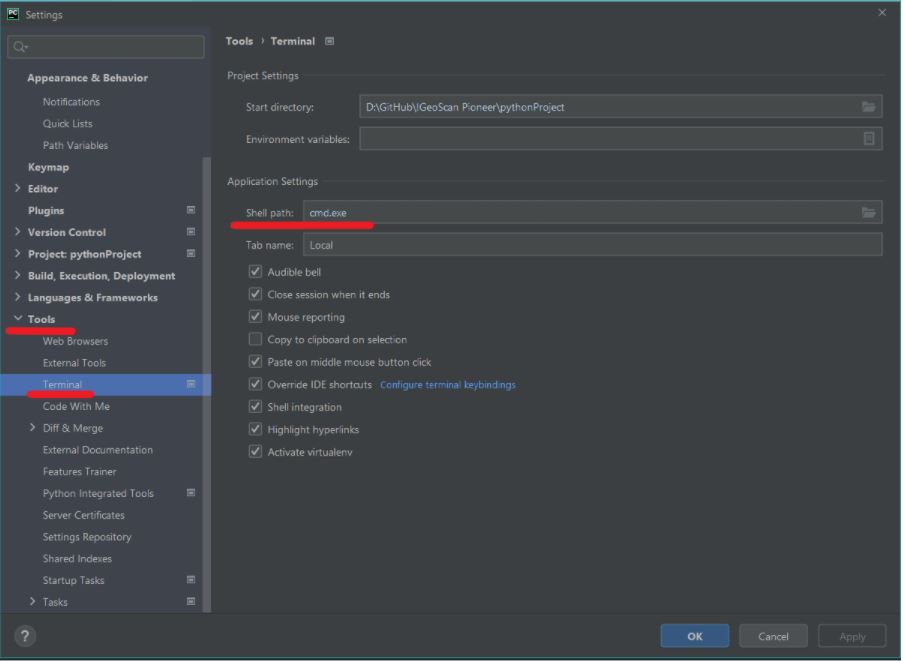 PC Settings
Tools › Terminal
Appearance & Behavior
Notifications
Quick Lists
Path Variables
Keymap
Editor
Plugins
Version Control
Project: pythonProject
Build, Execution, Deployment
Languages & Frameworks
Tools
Web Browsers
External Tools
Terminal
Code With Me
Diff & Merge
External Documentation
Features Trainer
Python Integrated Tools
Server Certificates
Settings Repository
Shared Indexes
Startup Tasks
Tasks
Project Settings
Start directory: D:\GitHub\!GeoScan Pioneer\pythonProject
Environment variables:
Application Settings
Shell path: cmd.exe
Tab name: Local
Audible bell
Close session when it ends
Mouse reporting
Copy to clipboard on selection
Paste on middle mouse button click
Override IDE shortcuts Configure terminal keybindings
Shell integration
Highlight hyperlinks
Activate virtualenv
?
OK Cancel Apply